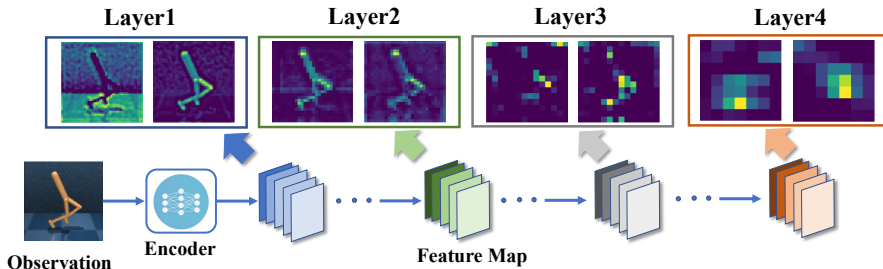 Layer1
Layer2
Layer3
Layer4
Observation
Encoder
Feature Map